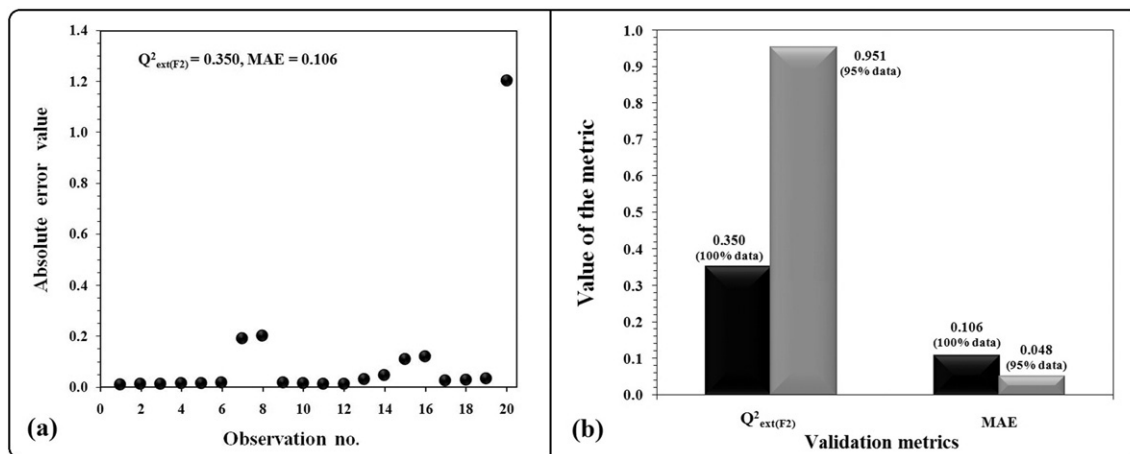 Q²ext(F2) = 0.350, MAE = 0.106
Absolute error value
1.4
1.2
1.0
0.8
0.6
0.4
0.2
0.0
0 2 4 6 8 10 12 14 16 18 20
Observation no.
(a)
Value of the metric
1.0
0.9
0.8
0.7
0.6
0.5
0.4
0.3
0.2
0.1
0.0
0.951
(95% data)
0.350
(100% data)
0.106
(100% data)
0.048
(95% data)
Q²ext(F2) MAE
Validation metrics
(b)